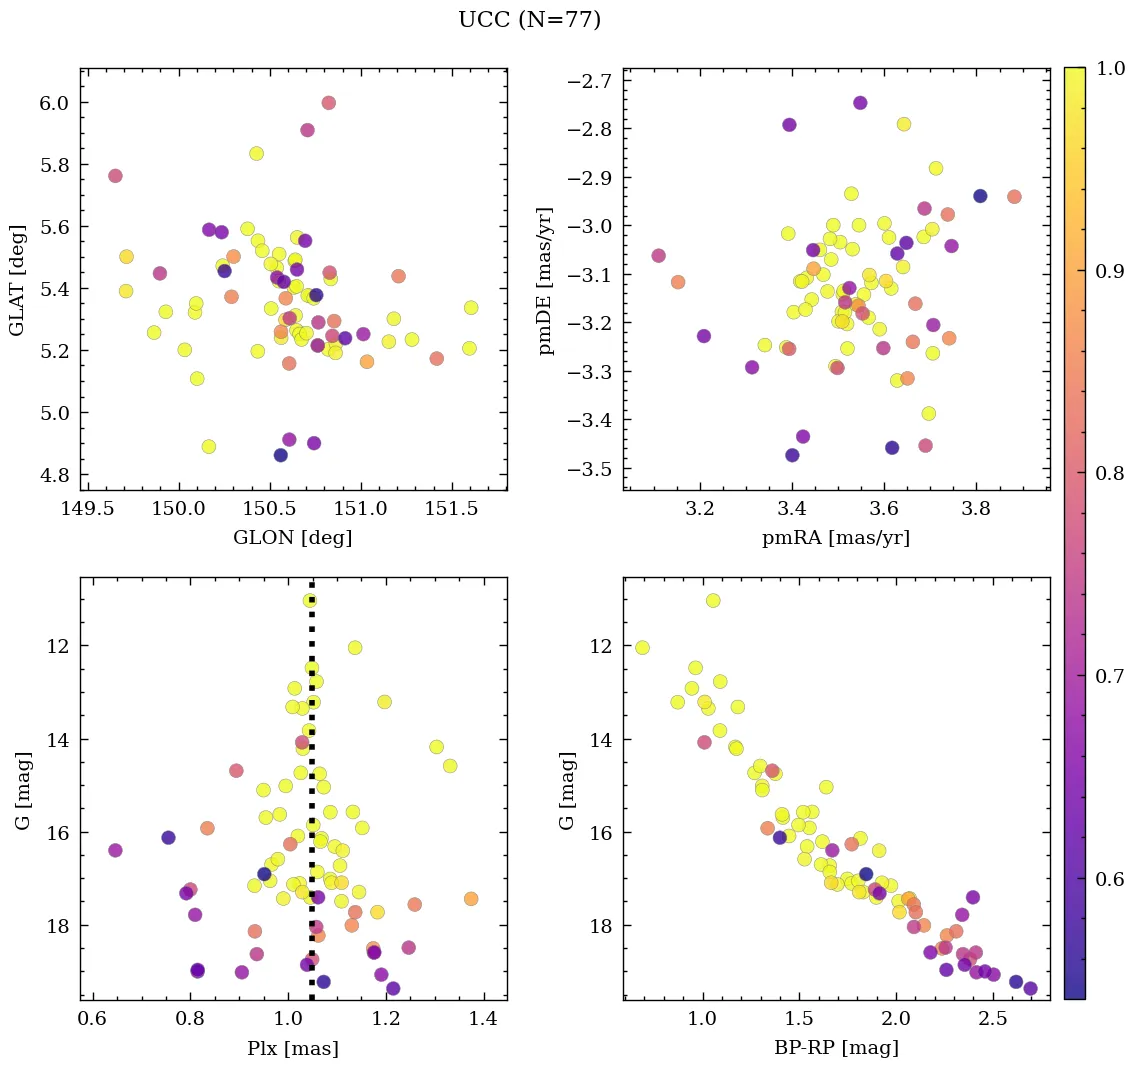 UCC (N=77)
6.0
5.8
5.6
5.4
5.2
5.0
4.8
149.5 150.0 150.5 151.0 151.5
GLON [deg]
GLAT [deg]
−2.7
−2.8
−2.9
−3.0
−3.1
−3.2
−3.3
−3.4
−3.5
3.2 3.4 3.6 3.8
pmRA [mas/yr]
pmDE [mas/yr]
1.0
0.9
0.8
0.7
0.6
12
14
16
18
0.6 0.8 1.0 1.2 1.4
Plx [mas]
G [mag]
12
14
16
18
1.0 1.5 2.0 2.5
BP-RP [mag]
G [mag]